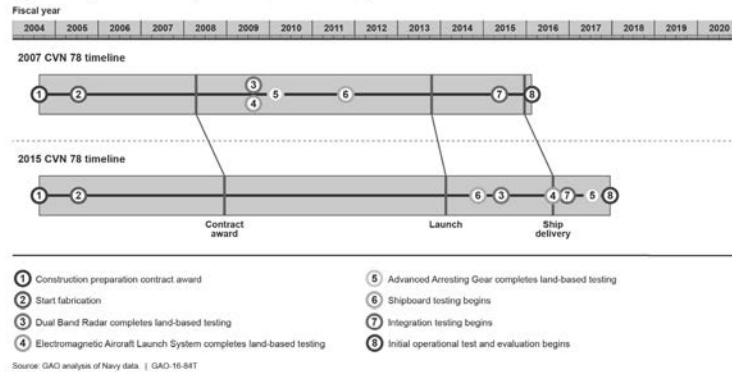 Fiscal year
2004 2005 2006 2007 2008 2009 2010 2011 2012 2013 2014 2015 2016 2017 2018 2019 2020
2007 CVN 78 timeline
3
1 2 5 6 7 8
4
2015 CVN 78 timeline
1 2 6 3 4 7 5 8
Contract award
Launch
Ship delivery
1 Construction preparation contract award
2 Start fabrication
3 Dual Band Radar completes land-based testing
4 Electromagnetic Aircraft Launch System completes land-based testing
5 Advanced Arresting Gear completes land-based testing
6 Shipboard testing begins
7 Integration testing begins
8 Initial operational test and evaluation begins
Source: GAO analysis of Navy data. | GAO-16-84T